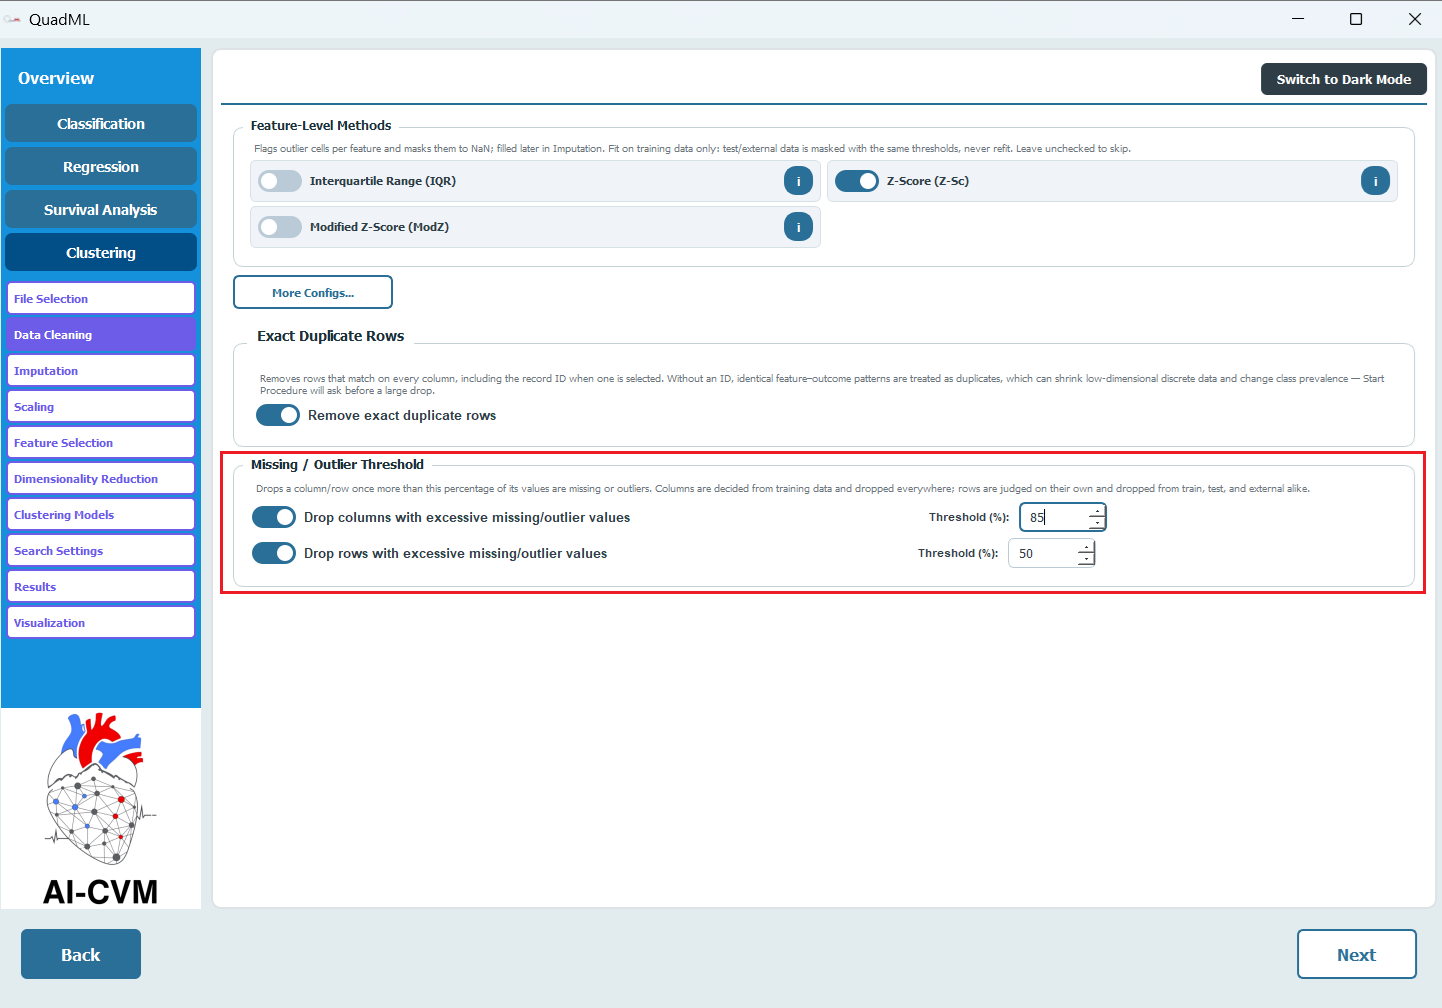 QuadML
Overview
Classification
Regression
Survival Analysis
Clustering
File Selection
Data Cleaning
Imputation
Scaling
Feature Selection
Dimensionality Reduction
Clustering Models
Search Settings
Results
Visualization
AI-CVM
Switch to Dark Mode
Feature-Level Methods
Flags outlier cells per feature and masks them to NaN; filled later in Imputation. Fit on training data only: test/external data is masked with the same thresholds, never refit. Leave unchecked to skip.
Interquartile Range (IQR) i
Z-Score (Z-Sc) i
Modified Z-Score (ModZ) i
More Configs...
Exact Duplicate Rows
Removes rows that match on every column, including the record ID when one is selected. Without an ID, identical feature–outcome patterns are treated as duplicates, which can shrink low-dimensional discrete data and change class prevalence — Start
Procedure will ask before a large drop.
Remove exact duplicate rows
Missing / Outlier Threshold
Drops a column/row once more than this percentage of its values are missing or outliers. Columns are decided from training data and dropped everywhere; rows are judged on their own and dropped from train, test, and external alike.
Drop columns with excessive missing/outlier values Threshold (%): 85
Drop rows with excessive missing/outlier values Threshold (%): 50
Back
Next